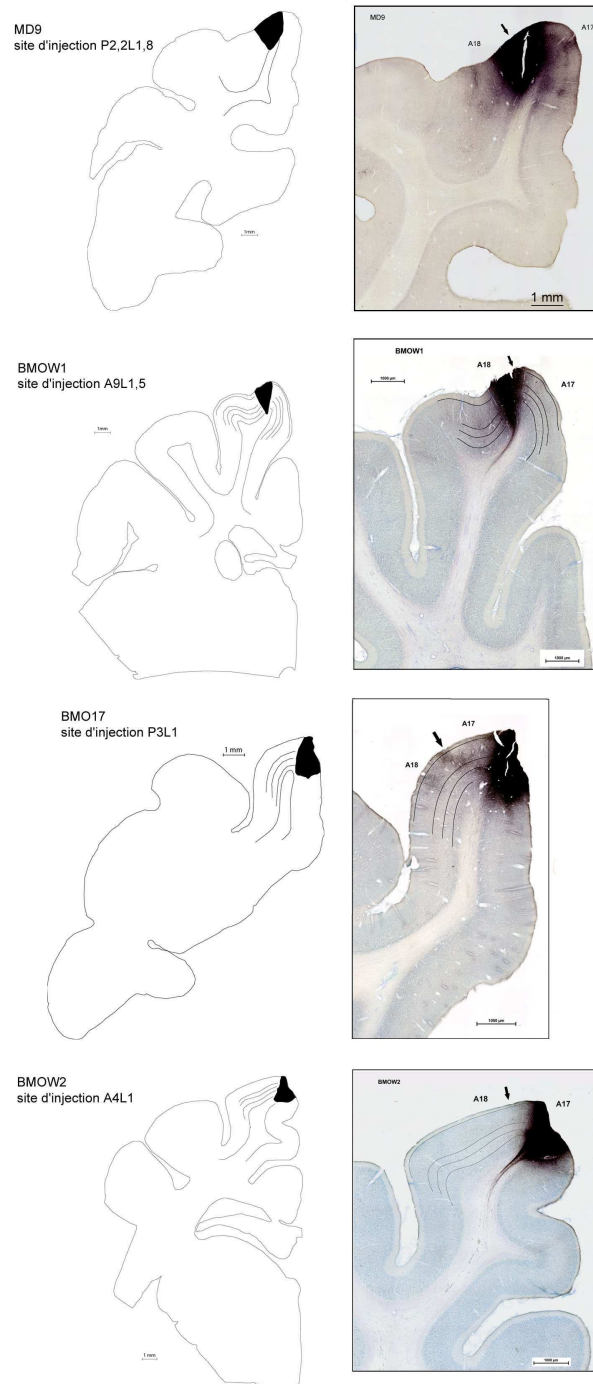 MD9
site d'injection P2,2L1,8
1mm
MD9
A18
A17
1 mm
BMOW1
site d'injection A9L1,5
1mm
BMOW1
A18
A17
1000 µm
1000 µm
BMO17
site d'injection P3L1
1 mm
A17
A18
1000 µm
BMOW2
site d'injection A4L1
1 mm
BMOW2
A18
A17
1000 µm